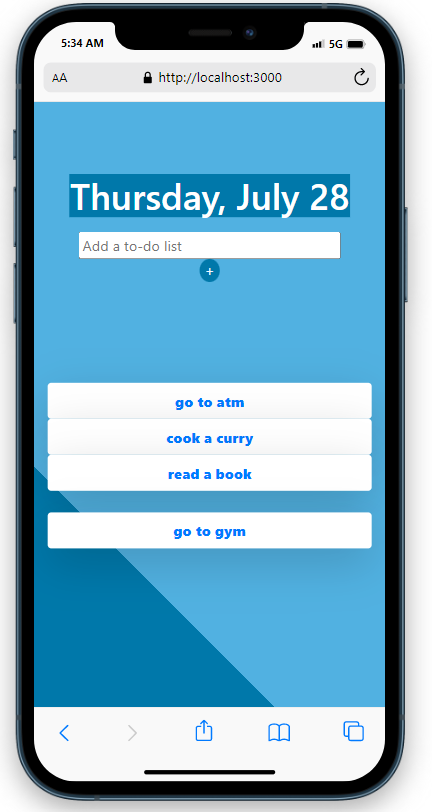 5:34 AM 5G
AA http://localhost:3000
Thursday, July 28
Add a to-do list
+
go to atm
cook a curry
read a book
go to gym